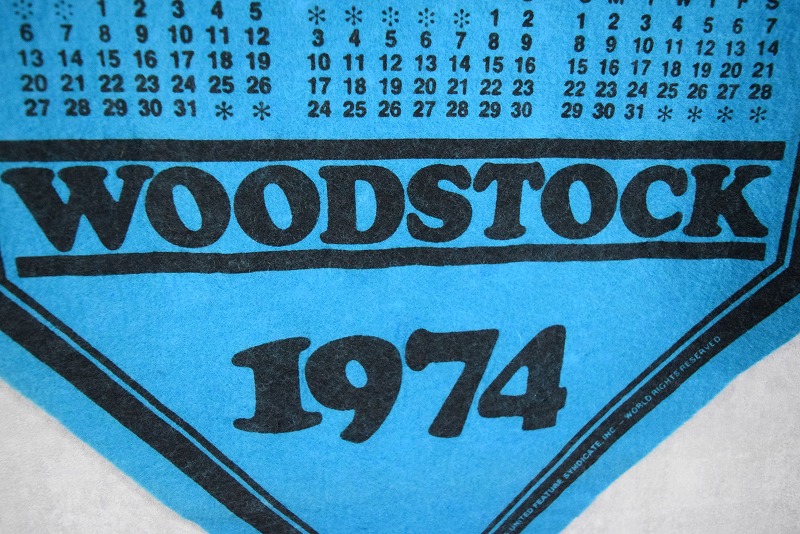 * * 1 2 3 4 5
6 7 8 9 10 11 12
13 14 15 16 17 18 19
20 21 22 23 24 25 26
27 28 29 30 31 * *
* * * * * 1 2
3 4 5 6 7 8 9
10 11 12 13 14 15 16
17 18 19 20 21 22 23
24 25 26 27 28 29 30
S M T W T F S
1 2 3 4 5 6 7
8 9 10 11 12 13 14
15 16 17 18 19 20 21
22 23 24 25 26 27 28
29 30 31 * * * *
WOODSTOCK
1974
UNITED FEATURE SYNDICATE, INC. — WORLD RIGHTS RESERVED